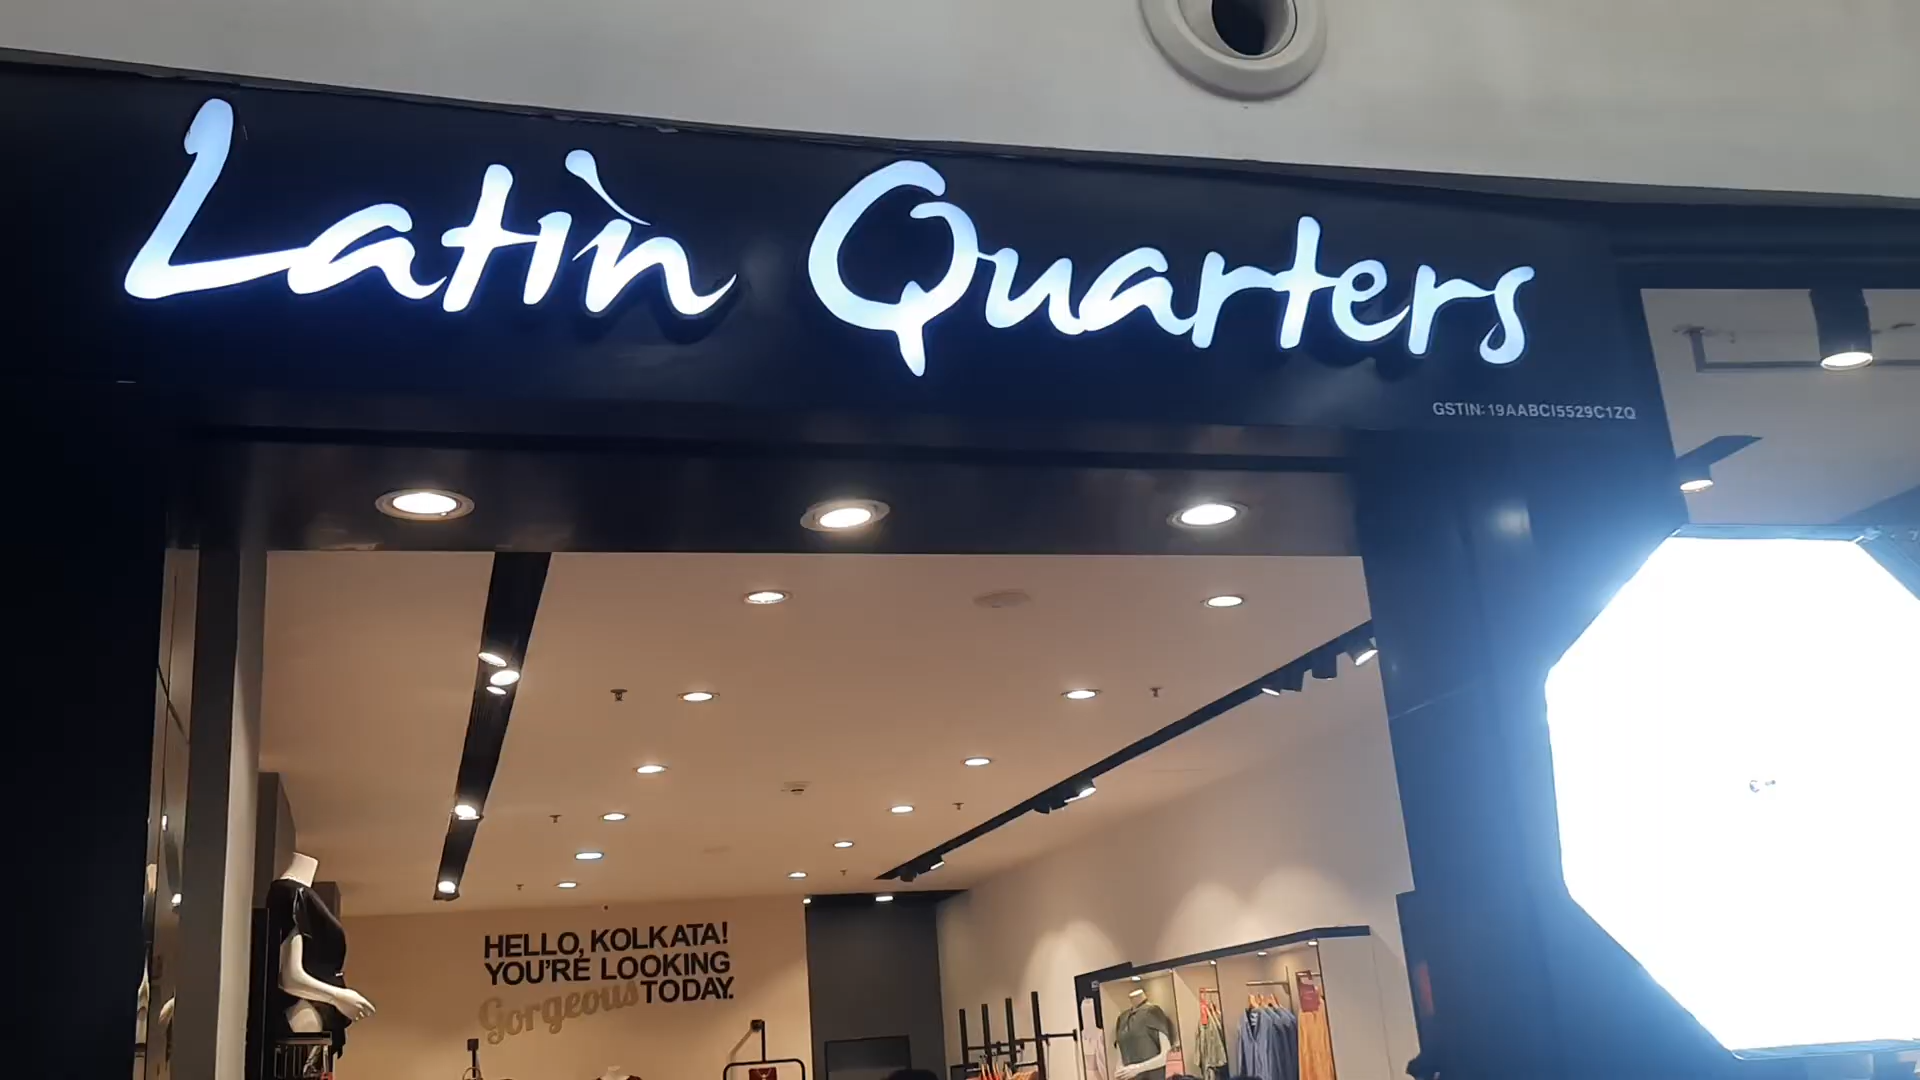 Latin Quarters
GSTIN: 19AABCI5529C1ZQ
HELLO, KOLKATA!
YOU'RE LOOKING
Gorgeous TODAY.